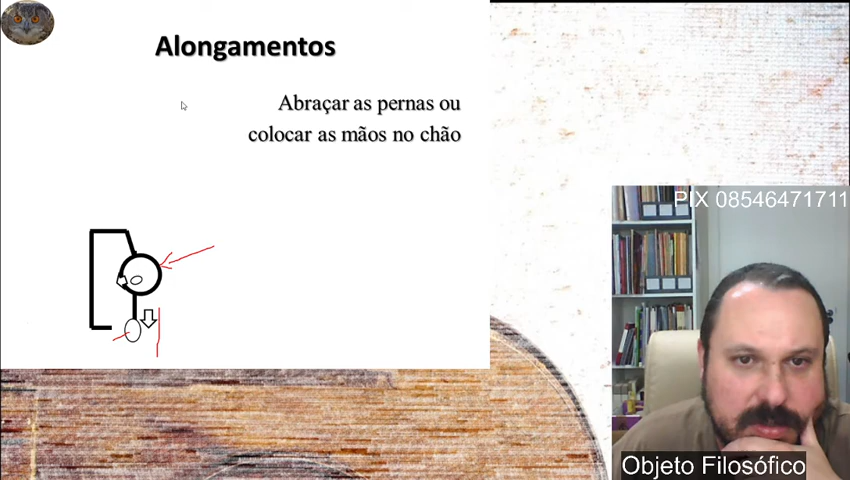 Alongamentos
Abraçar as pernas ou
colocar as mãos no chão
PIX 08546471711
Objeto Filosófico